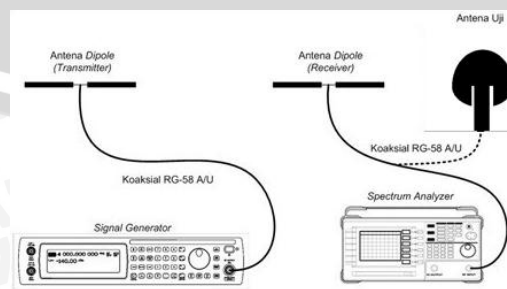 Antena Uji
Antena Dipole
(Transmitter)
Antena Dipole
(Receiver)
Koaksial RG-58 A/U
Koaksial RG-58 A/U
Spectrum Analyzer
Signal Generator